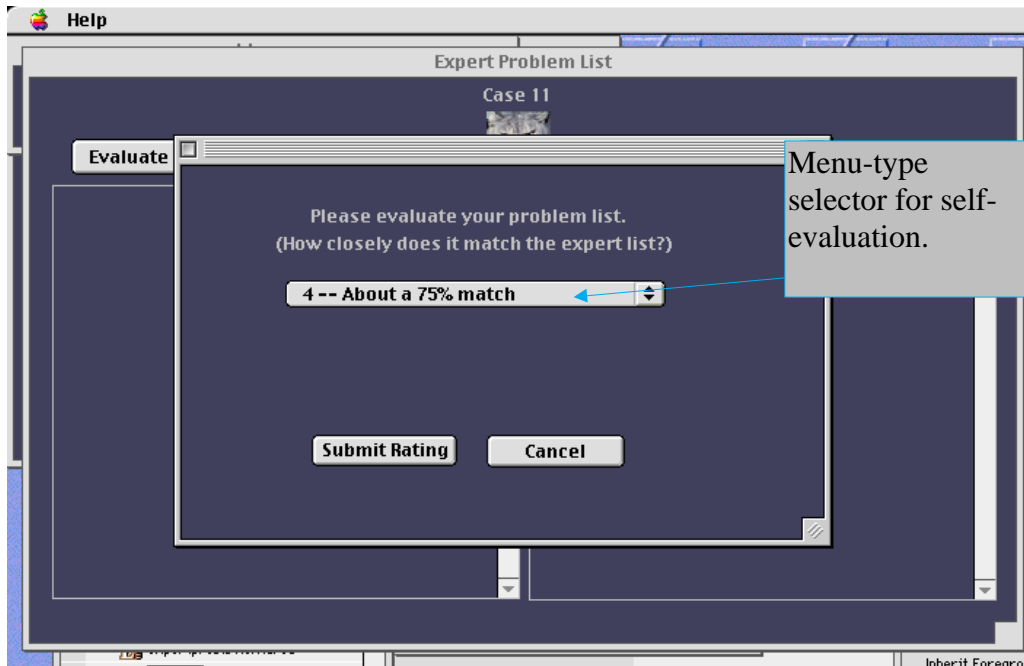 Help
Expert Problem List
Case 11
Evaluate
Menu-type
selector for self-
evaluation.
Please evaluate your problem list.
(How closely does it match the expert list?)
4 -- About a 75% match
Submit Rating
Cancel
Inherit Foregro